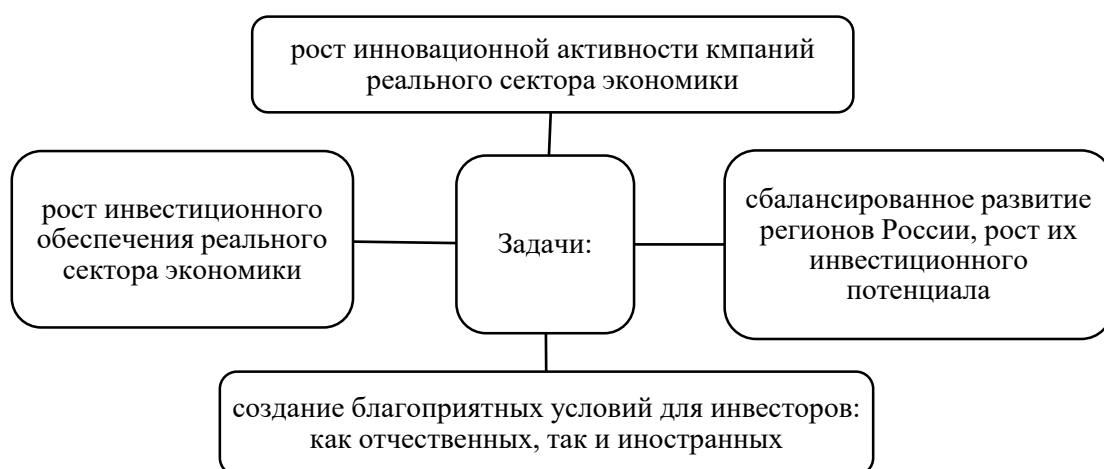 рост инновационной активности кмпаний
реального сектора экономики
рост инвестиционного
обеспечения реального
сектора экономики
Задачи:
сбалансированное развитие
регионов России, рост их
инвестиционного
потенциала
создание благоприятных условий для инвесторов:
как отчественных, так и иностранных